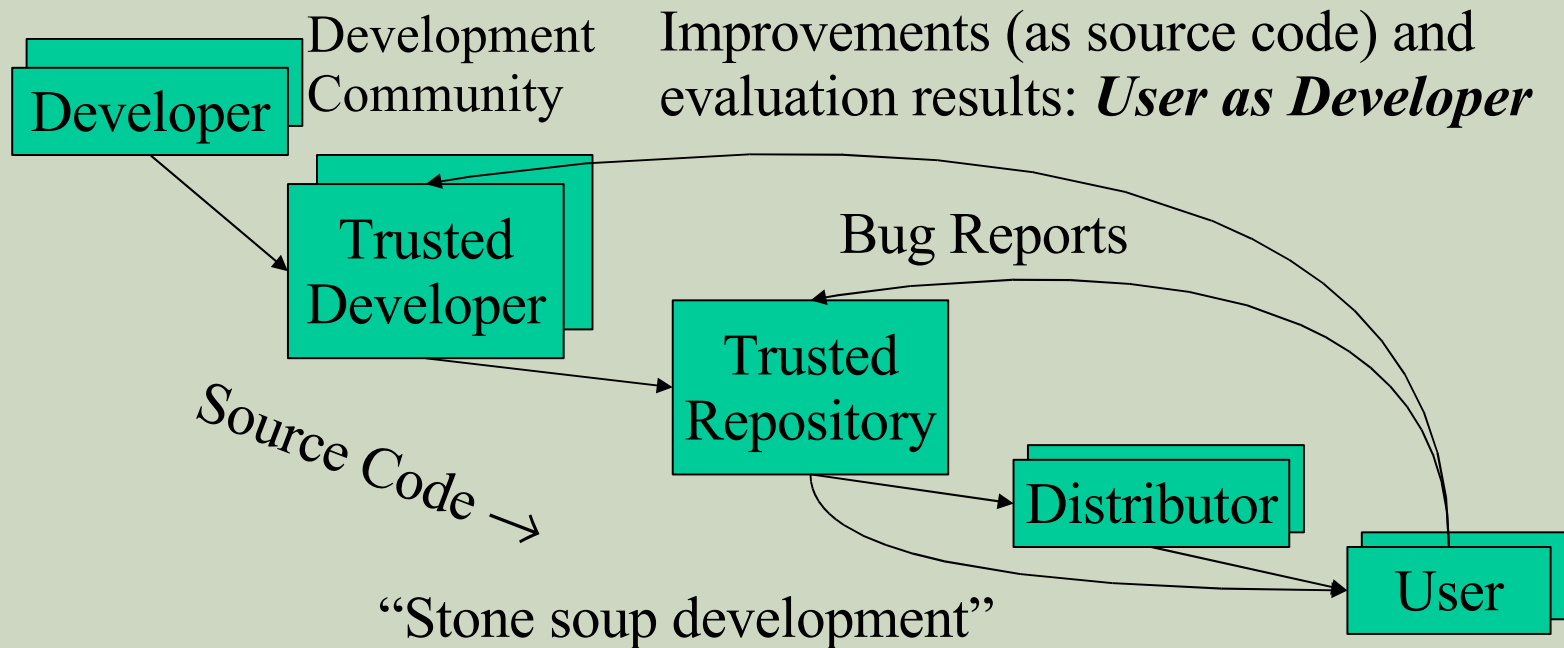 Development
Community
Improvements (as source code) and
evaluation results: User as Developer
Developer
Trusted
Developer
Bug Reports
Trusted
Repository
Source Code →
Distributor
User
“Stone soup development”